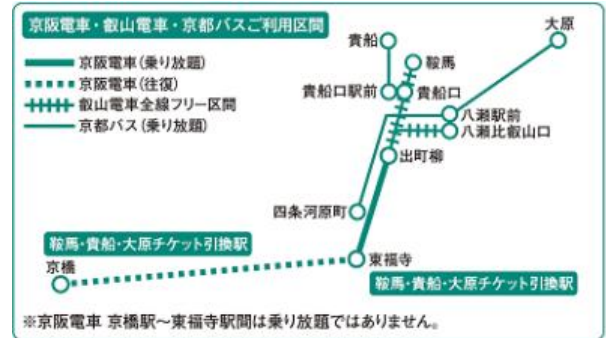 京阪電車・叡山電車・京都バスご利用区間
京阪電車(乗り放題)
京阪電車(往復)
叡山電車全線フリー区間
京都バス(乗り放題)
大原
貴船
鞍馬
貴船口駅前
貴船口
八瀬駅前
八瀬比叡山口
出町柳
四条河原町
鞍馬・貴船・大原チケット引換駅
京橋
東福寺
鞍馬・貴船・大原チケット引換駅
※京阪電車 京橋駅～東福寺駅間は乗り放題ではありません。